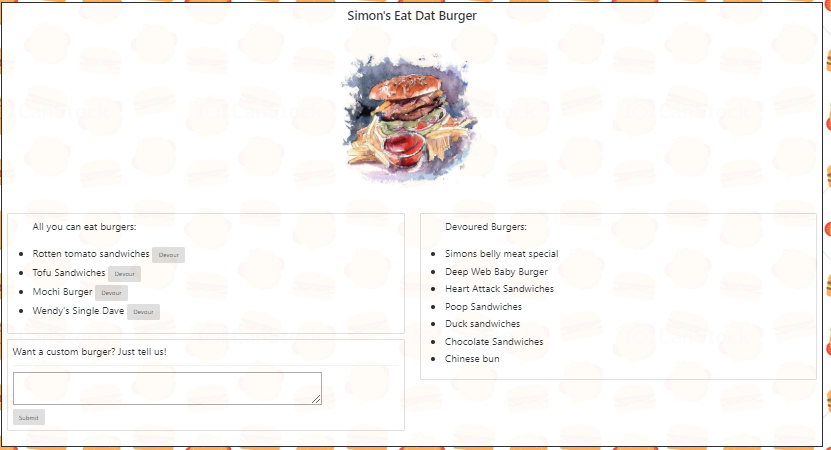 Simon's Eat Dat Burger
All you can eat burgers:
Rotten tomato sandwiches Devour
Tofu Sandwiches Devour
Mochi Burger Devour
Wendy's Single Dave Devour
Want a custom burger? Just tell us!
Submit
Devoured Burgers:
Simons belly meat special
Deep Web Baby Burger
Heart Attack Sandwiches
Poop Sandwiches
Duck sandwiches
Chocolate Sandwiches
Chinese bun